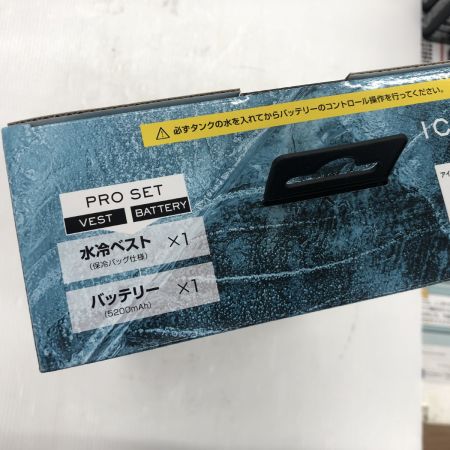 必ずタンクの水を入れてからバッテリーのコントロール操作を行ってください。
IC
アイ
PRO SET
VEST BATTERY
水冷ベスト ×1
(保冷バッグ仕様)
バッテリー ×1
(5200mAh)